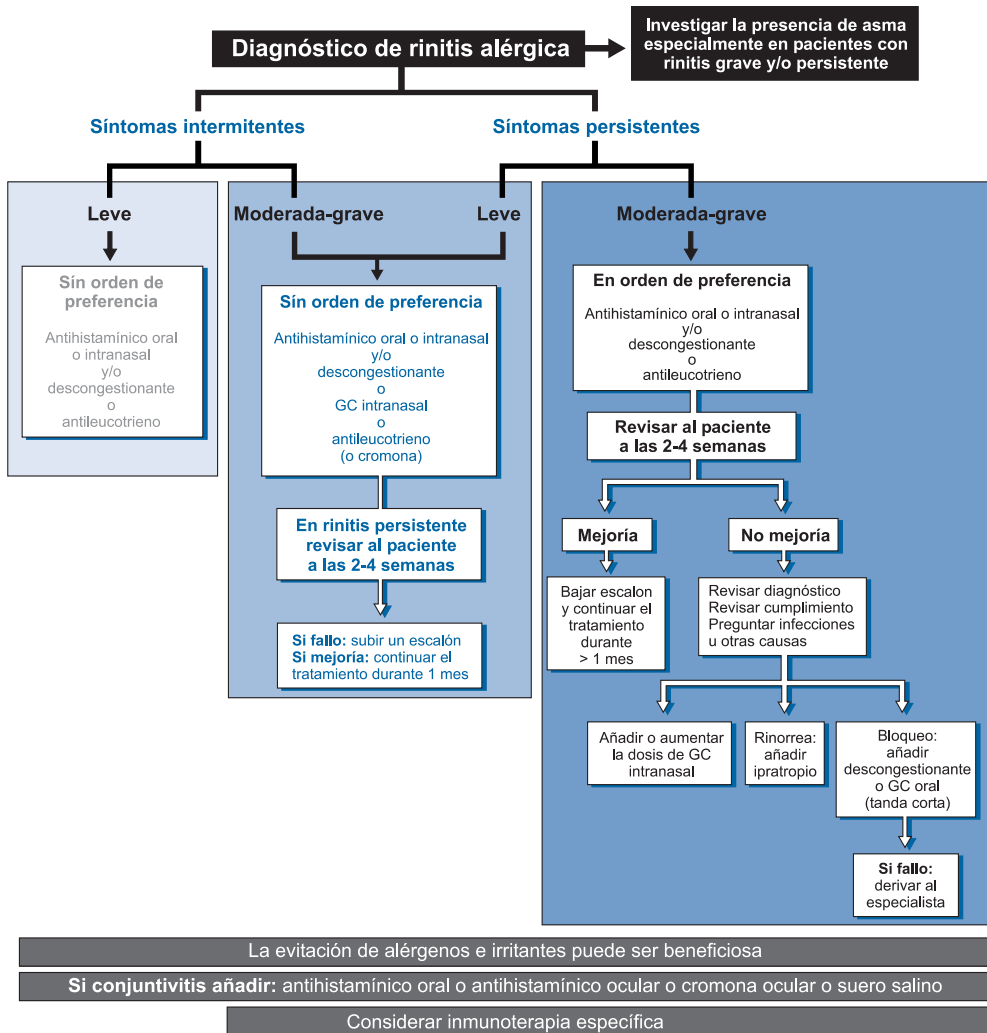 Diagnóstico de rinitis alérgica
Investigar la presencia de asma
especialmente en pacientes con
rinitis grave y/o persistente
Síntomas intermitentes
Síntomas persistentes
Leve
Moderada-grave
Leve
Moderada-grave
Sín orden de
preferencia
Antihistamínico oral
o intranasal
y/o
descongestionante
o
antileucotrieno
Sín orden de preferencia
Antihistamínico oral o intranasal
y/o
descongestionante
o
GC intranasal
o
antileucotrieno
(o cromona)
En rinitis persistente
revisar al paciente
a las 2-4 semanas
Si fallo: subir un escalón
Si mejoría: continuar el
tratamiento durante 1 mes
En orden de preferencia
Antihistamínico oral o intranasal
y/o
descongestionante
o
antileucotrieno
Revisar al paciente
a las 2-4 semanas
Mejoría
No mejoría
Bajar escalon
y continuar el
tratamiento
durante
> 1 mes
Revisar diagnóstico
Revisar cumplimiento
Preguntar infecciones
u otras causas
Añadir o aumentar
la dosis de GC
intranasal
Rinorrea:
añadir
ipratropio
Bloqueo:
añadir
descongestionante
o GC oral
(tanda corta)
Si fallo:
derivar al
especialista
La evitación de alérgenos e irritantes puede ser beneficiosa
Si conjuntivitis añadir: antihistamínico oral o antihistamínico ocular o cromona ocular o suero salino
Considerar inmunoterapia específica